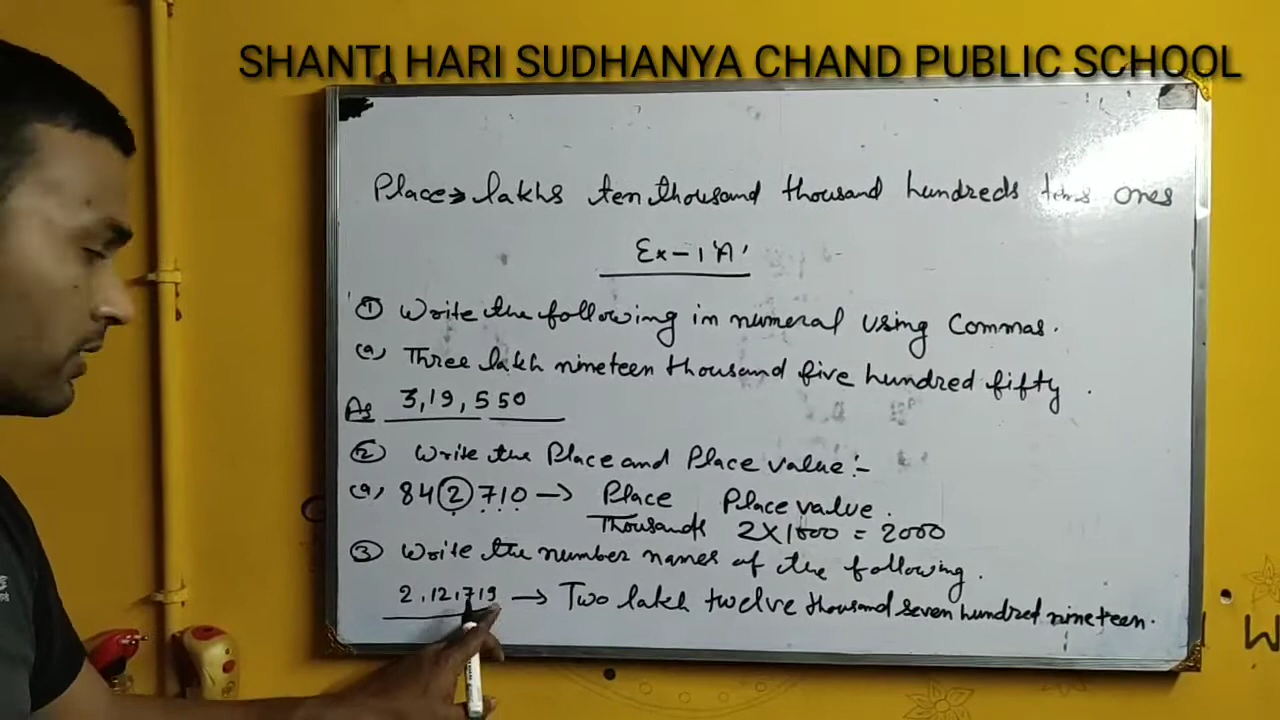 SHANTI HARI SUDHANYA CHAND PUBLIC SCHOOL
Place→ lakhs ten thousand thousand hundreds tens ones
Ex-1'A'
① Write the following in numeral using Commas.
(a) Three lakh nineteen thousand five hundred fifty.
As 3,19,550
② Write the Place and Place value:-
(a) 842710 → Place Place value.
Thousands 2X1000 = 2000
③ Write the number names of the following.
2,12,719 → Two lakh twelve thousand seven hundred nineteen.